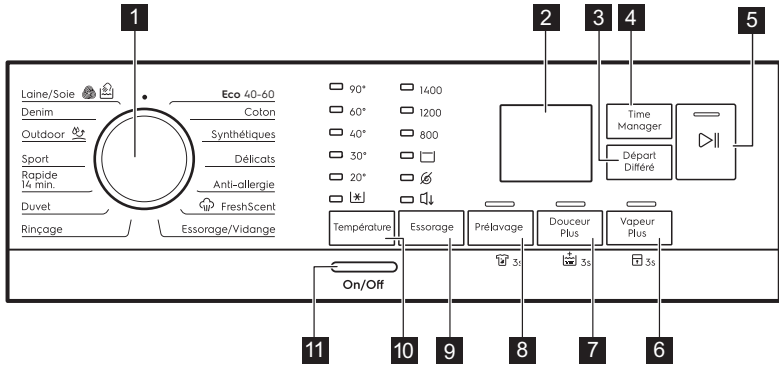 1
2
3
4
5
Laine/Soie
Denim
Outdoor
Sport
Rapide
14 min.
Duvet
Rinçage
Eco 40-60
Coton
Synthétiques
Délicats
Anti-allergie
FreshScent
Essorage/Vidange
90°
60°
40°
30°
20°
1400
1200
800
Time
Manager
Départ
Différé
Température
Essorage
Prélavage
Douceur
Plus
Vapeur
Plus
3s
3s
3s
On/Off
11
10
9
8
7
6